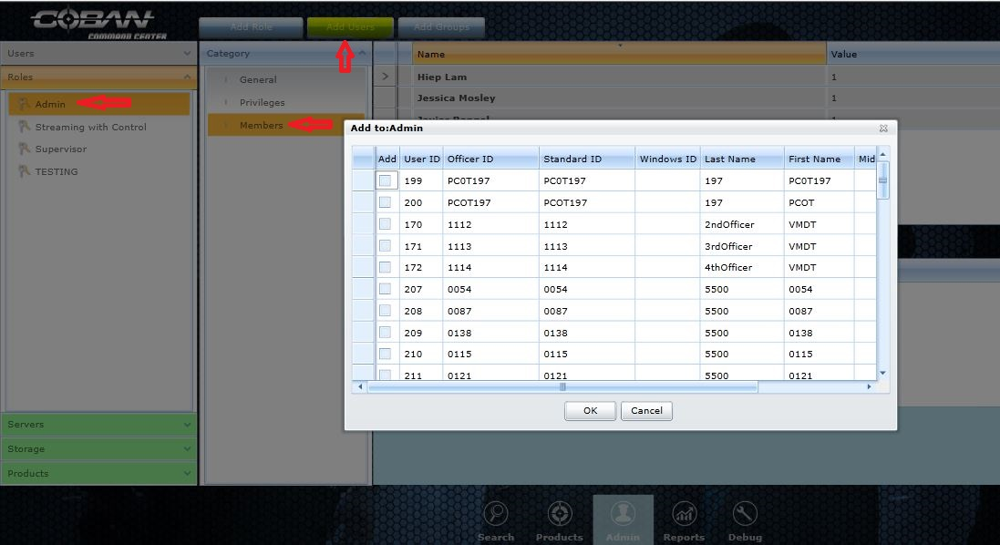 COBAN
COMMAND CENTER
Add Role Add Users Add Groups
Users
Roles
Admin
Streaming with Control
Supervisor
TESTING
Servers
Storage
Products
Category
General
Privileges
Members
Name Value
> Hiep Lam 1
Jessica Mosley 1
Javier Rangel 1
Add to:Admin
Add User ID Officer ID Standard ID Windows ID Last Name First Name Mid
199 PC0T197 PC0T197 197 PC0T197
200 PCOT197 PCOT197 197 PCOT
170 1112 1112 2ndOfficer VMDT
171 1113 1113 3rdOfficer VMDT
172 1114 1114 4thOfficer VMDT
207 0054 0054 5500 0054
208 0087 0087 5500 0087
209 0138 0138 5500 0138
210 0115 0115 5500 0115
211 0121 0121 5500 0121
OK Cancel
Search Products Admin Reports Debug